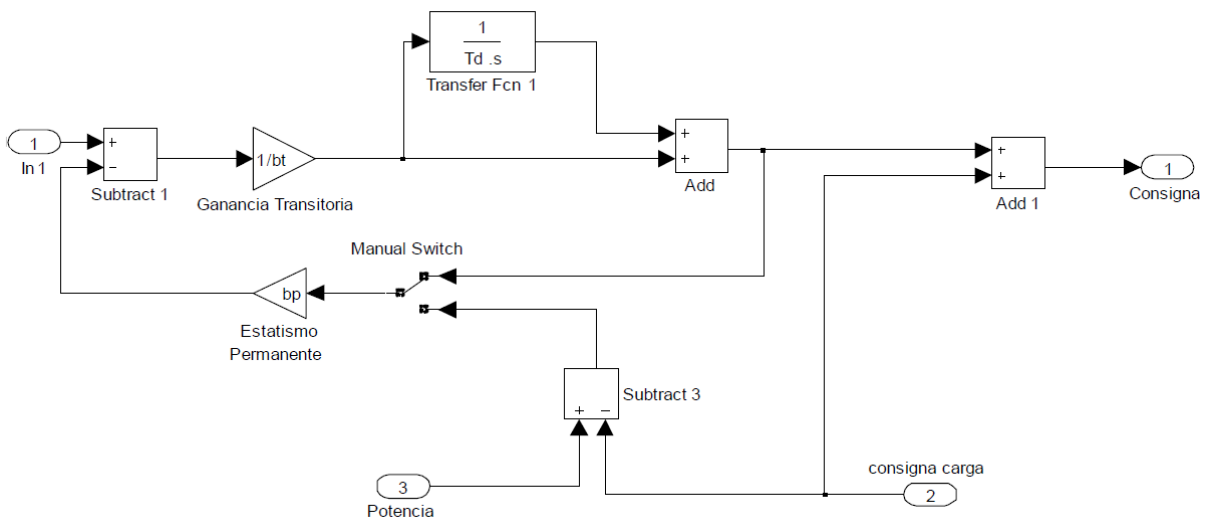 1
Td .s
Transfer Fcn 1
1
In 1
+
−
Subtract 1
1/bt
Ganancia Transitoria
+
+
Add
+
+
Add 1
1
Consigna
Manual Switch
bp
Estatismo
Permanente
+ −
Subtract 3
3
Potencia
consigna carga
2